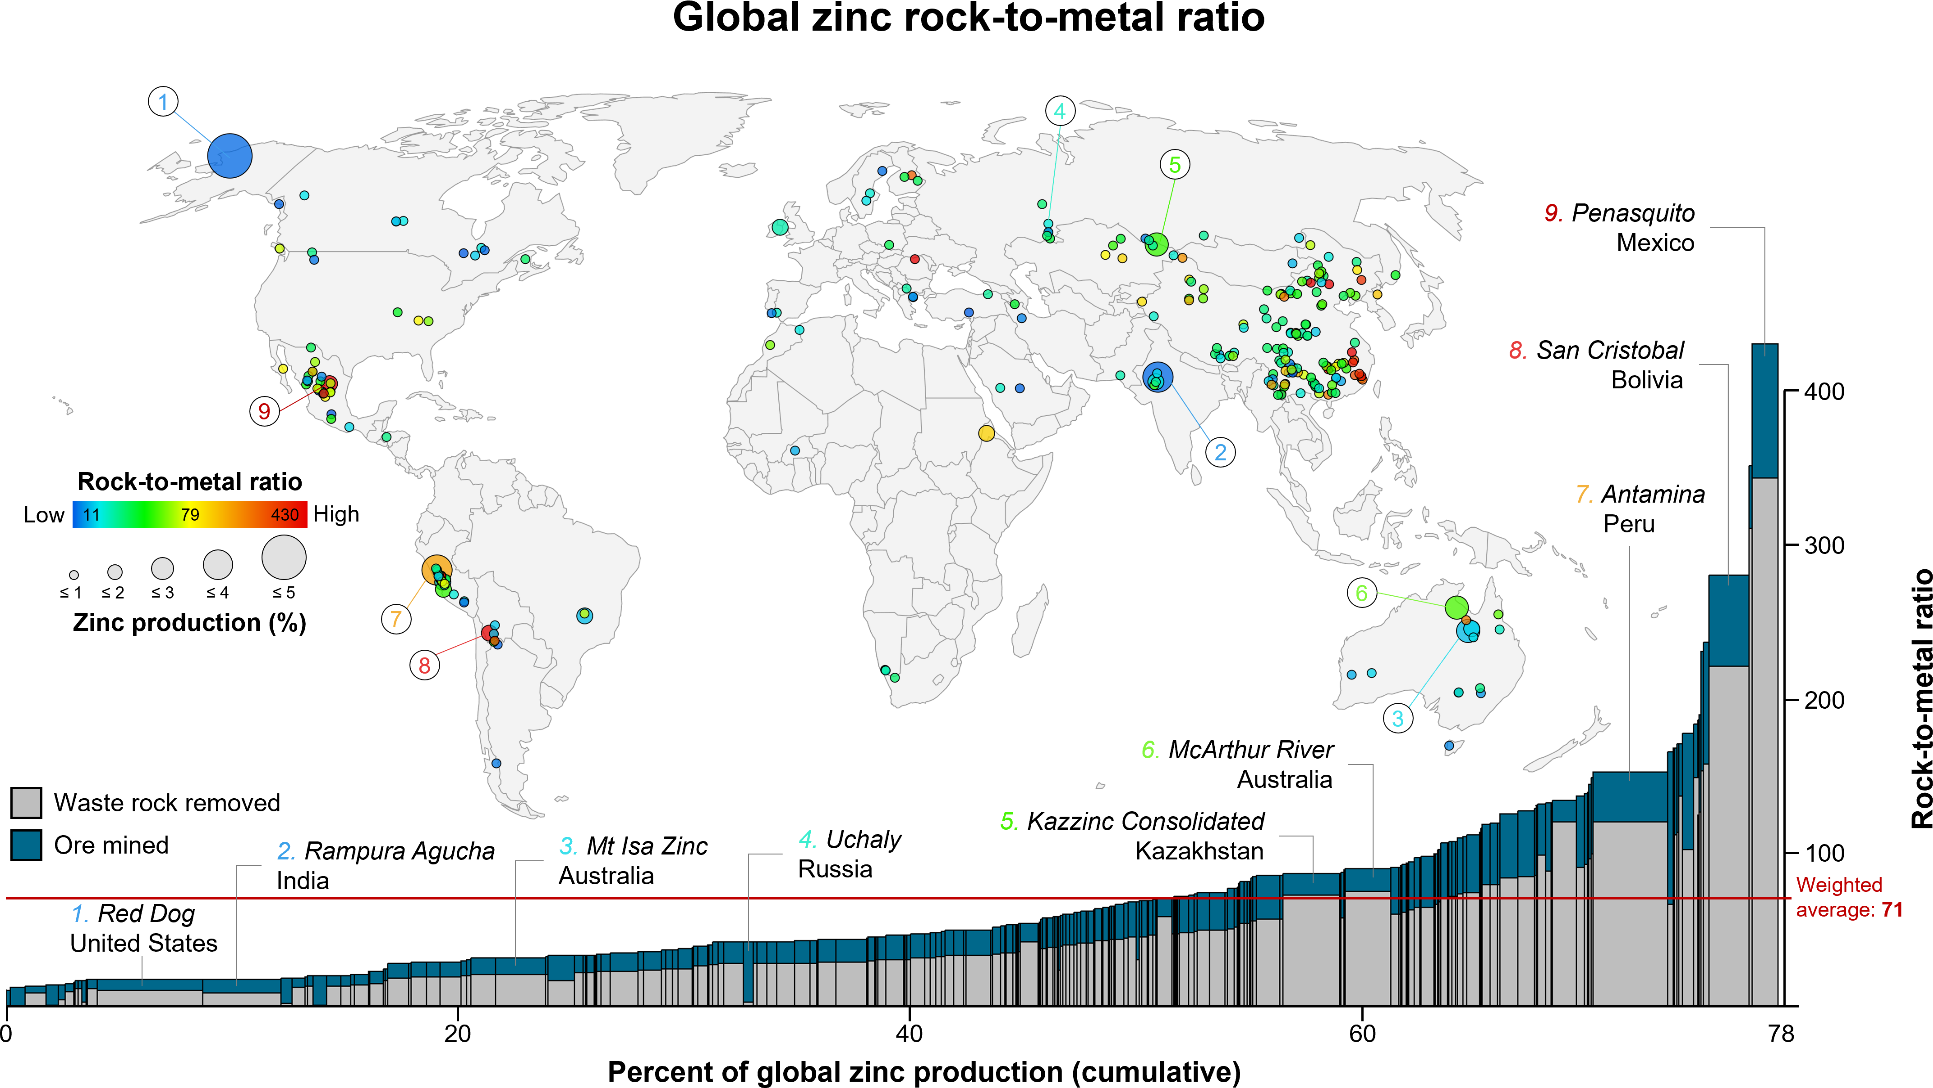 Global zinc rock-to-metal ratio
1
4
5
9. Penasquito
Mexico
8. San Cristobal
Bolivia
9
400
2
Rock-to-metal ratio
Low 11 79 430 High
7. Antamina
Peru
300
≤ 1 ≤ 2 ≤ 3 ≤ 4 ≤ 5
Zinc production (%)
6
7
8
3
200
Rock-to-metal ratio
6. McArthur River
Australia
Waste rock removed
Ore mined
5. Kazzinc Consolidated
Kazakhstan
4. Uchaly
Russia
3. Mt Isa Zinc
Australia
2. Rampura Agucha
India
100
Weighted
average: 71
1. Red Dog
United States
0 20 40 60 78
Percent of global zinc production (cumulative)